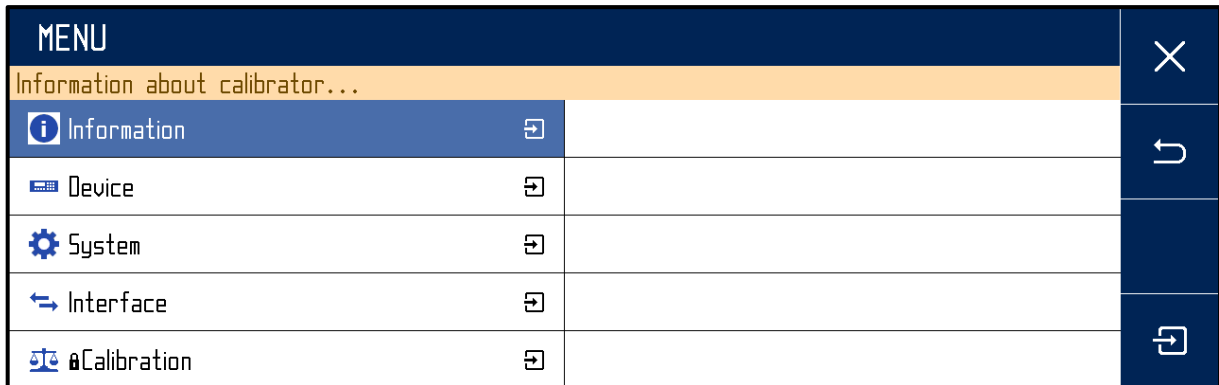 MENU
Information about calibrator...
Information
Device
System
Interface
Calibration